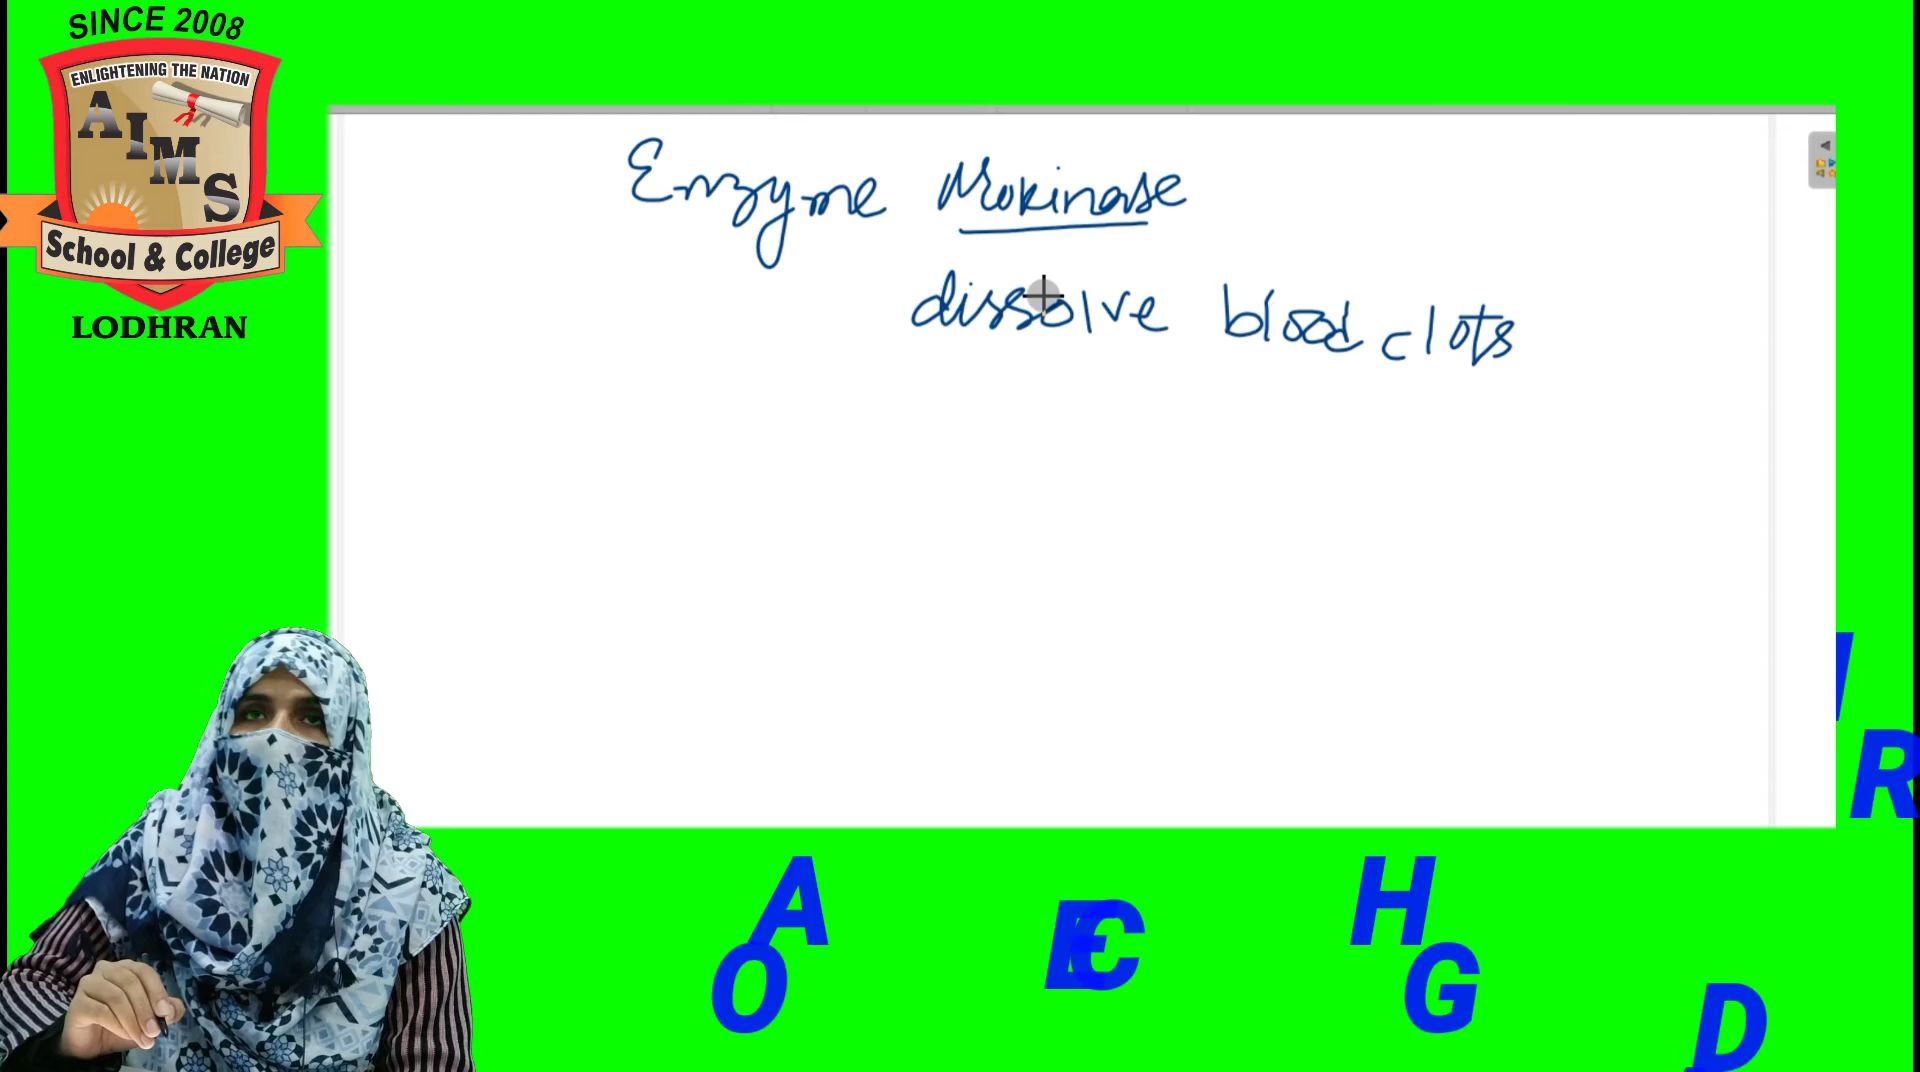 SINCE 2008
ENLIGHTENING THE NATION
AIMS
School & College
LODHRAN
Enzyme Urokinase
dissolve blood clots
R
A
H
E C
O
G
D